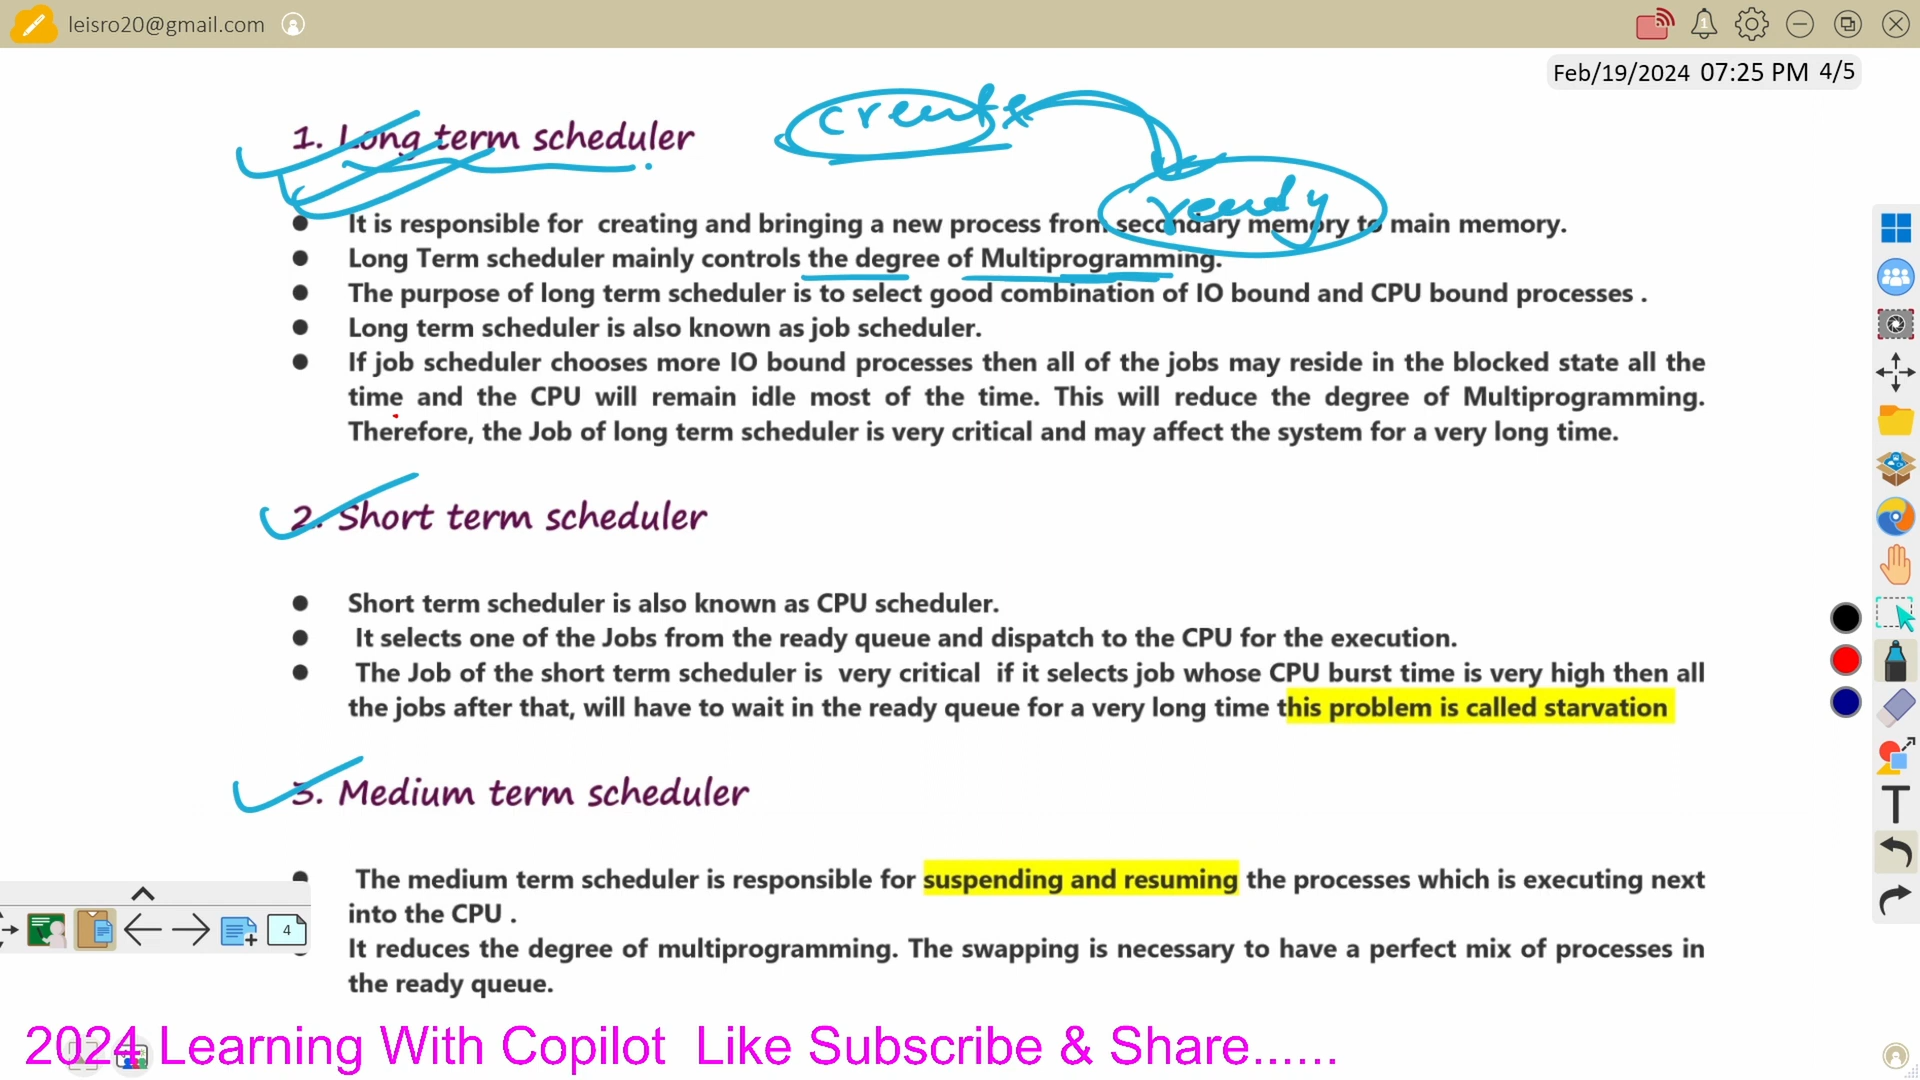 leisro20@gmail.com
1
Feb/19/2024 07:25 PM 4/5
create
1. Long term scheduler
ready
● It is responsible for creating and bringing a new process from secondary memory to main memory.
● Long Term scheduler mainly controls the degree of Multiprogramming.
● The purpose of long term scheduler is to select good combination of IO bound and CPU bound processes .
● Long term scheduler is also known as job scheduler.
● If job scheduler chooses more IO bound processes then all of the jobs may reside in the blocked state all the
time and the CPU will remain idle most of the time. This will reduce the degree of Multiprogramming.
Therefore, the Job of long term scheduler is very critical and may affect the system for a very long time.
2. Short term scheduler
● Short term scheduler is also known as CPU scheduler.
● It selects one of the Jobs from the ready queue and dispatch to the CPU for the execution.
● The Job of the short term scheduler is very critical if it selects job whose CPU burst time is very high then all
the jobs after that, will have to wait in the ready queue for a very long time this problem is called starvation
3. Medium term scheduler
● The medium term scheduler is responsible for suspending and resuming the processes which is executing next
into the CPU .
It reduces the degree of multiprogramming. The swapping is necessary to have a perfect mix of processes in
the ready queue.
T
4
2024 Learning With Copilot Like Subscribe & Share......